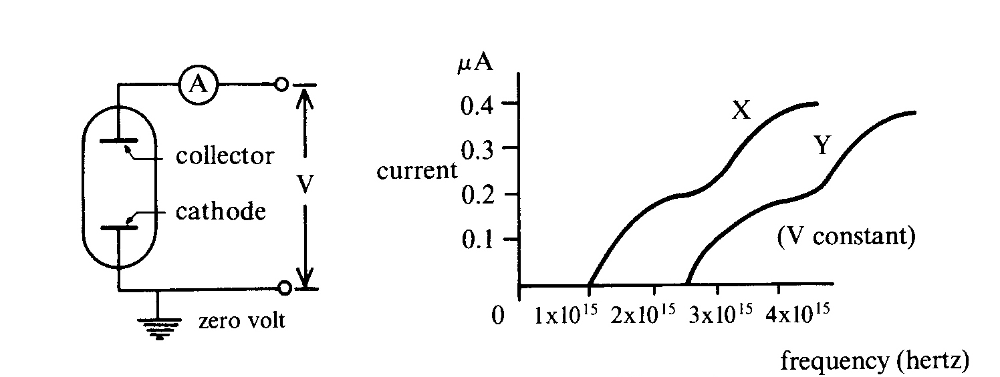 A
collector
V
cathode
zero volt
μA
0.4
0.3
current
0.2
0.1
0
1x10¹⁵ 2x10¹⁵ 3x10¹⁵ 4x10¹⁵
X
Y
(V constant)
frequency (hertz)